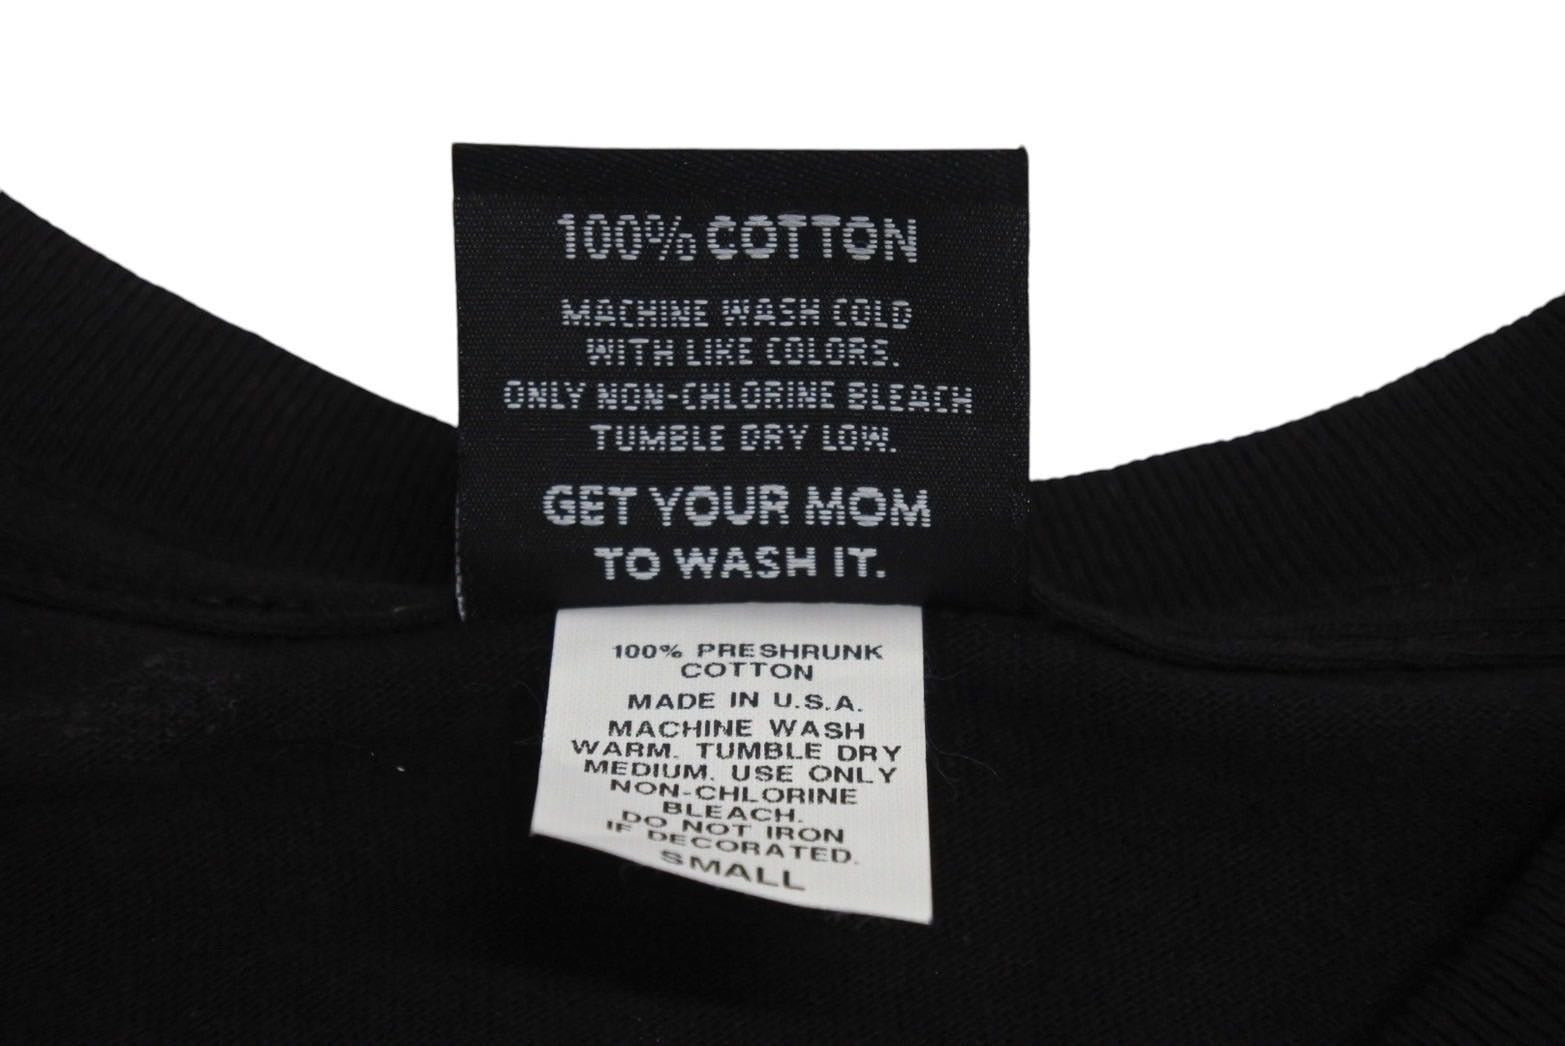 100% COTTON
MACHINE WASH COLD
WITH LIKE COLORS.
ONLY NON-CHLORINE BLEACH
TUMBLE DRY LOW.
GET YOUR MOM
TO WASH IT.
100% PRESHRUNK
COTTON
MADE IN U.S.A.
MACHINE WASH
WARM. TUMBLE DRY
MEDIUM. USE ONLY
NON-CHLORINE
BLEACH.
DO NOT IRON
IF DECORATED.
SMALL